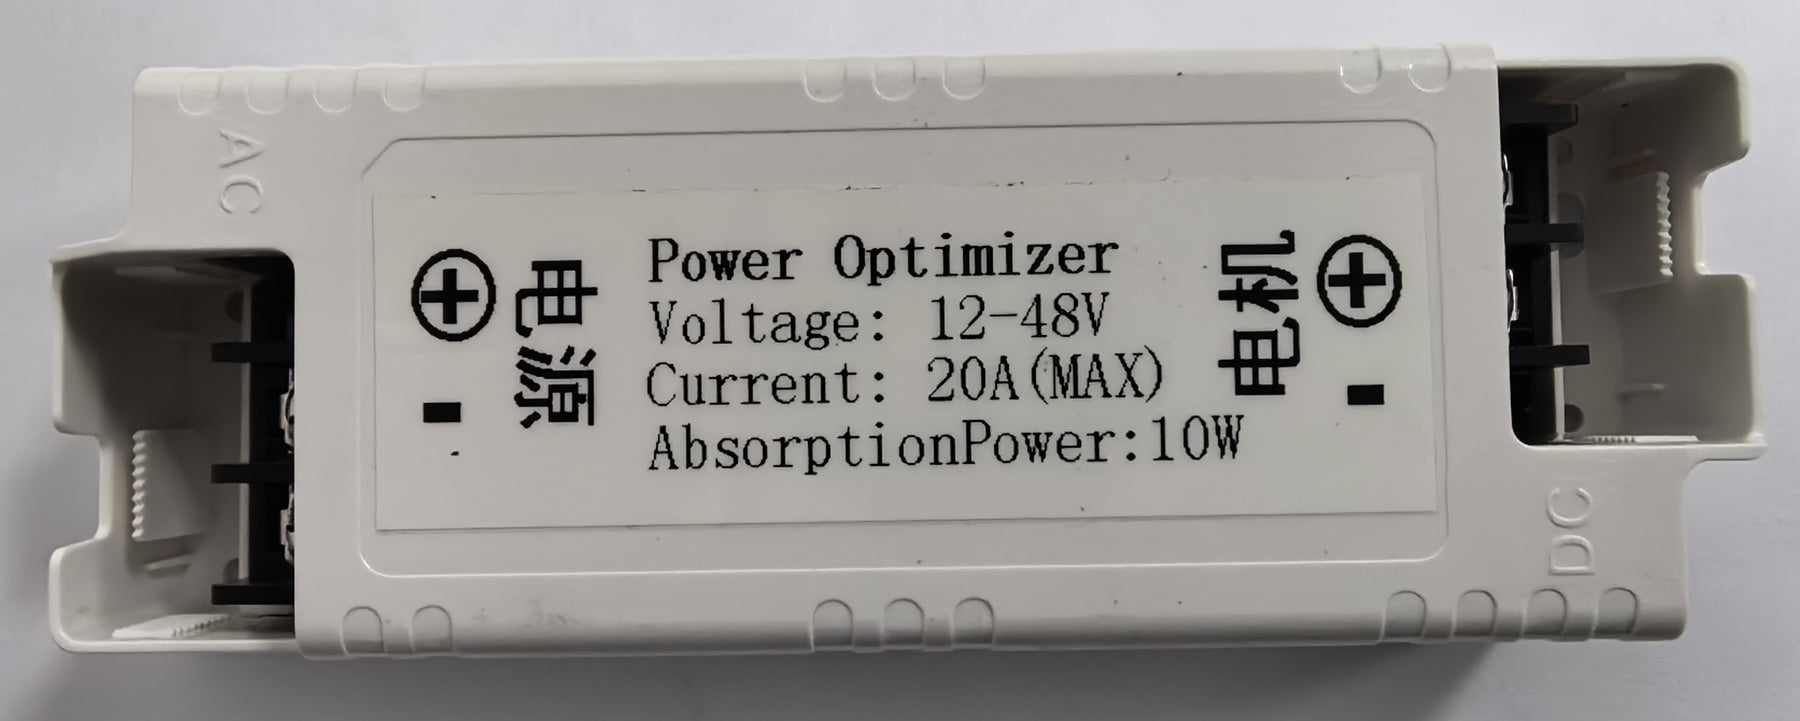 AC
⊕
-
电源
Power Optimizer
Voltage: 12-48V
Current: 20A(MAX)
AbsorptionPower:10W
电机
⊕
-
DC